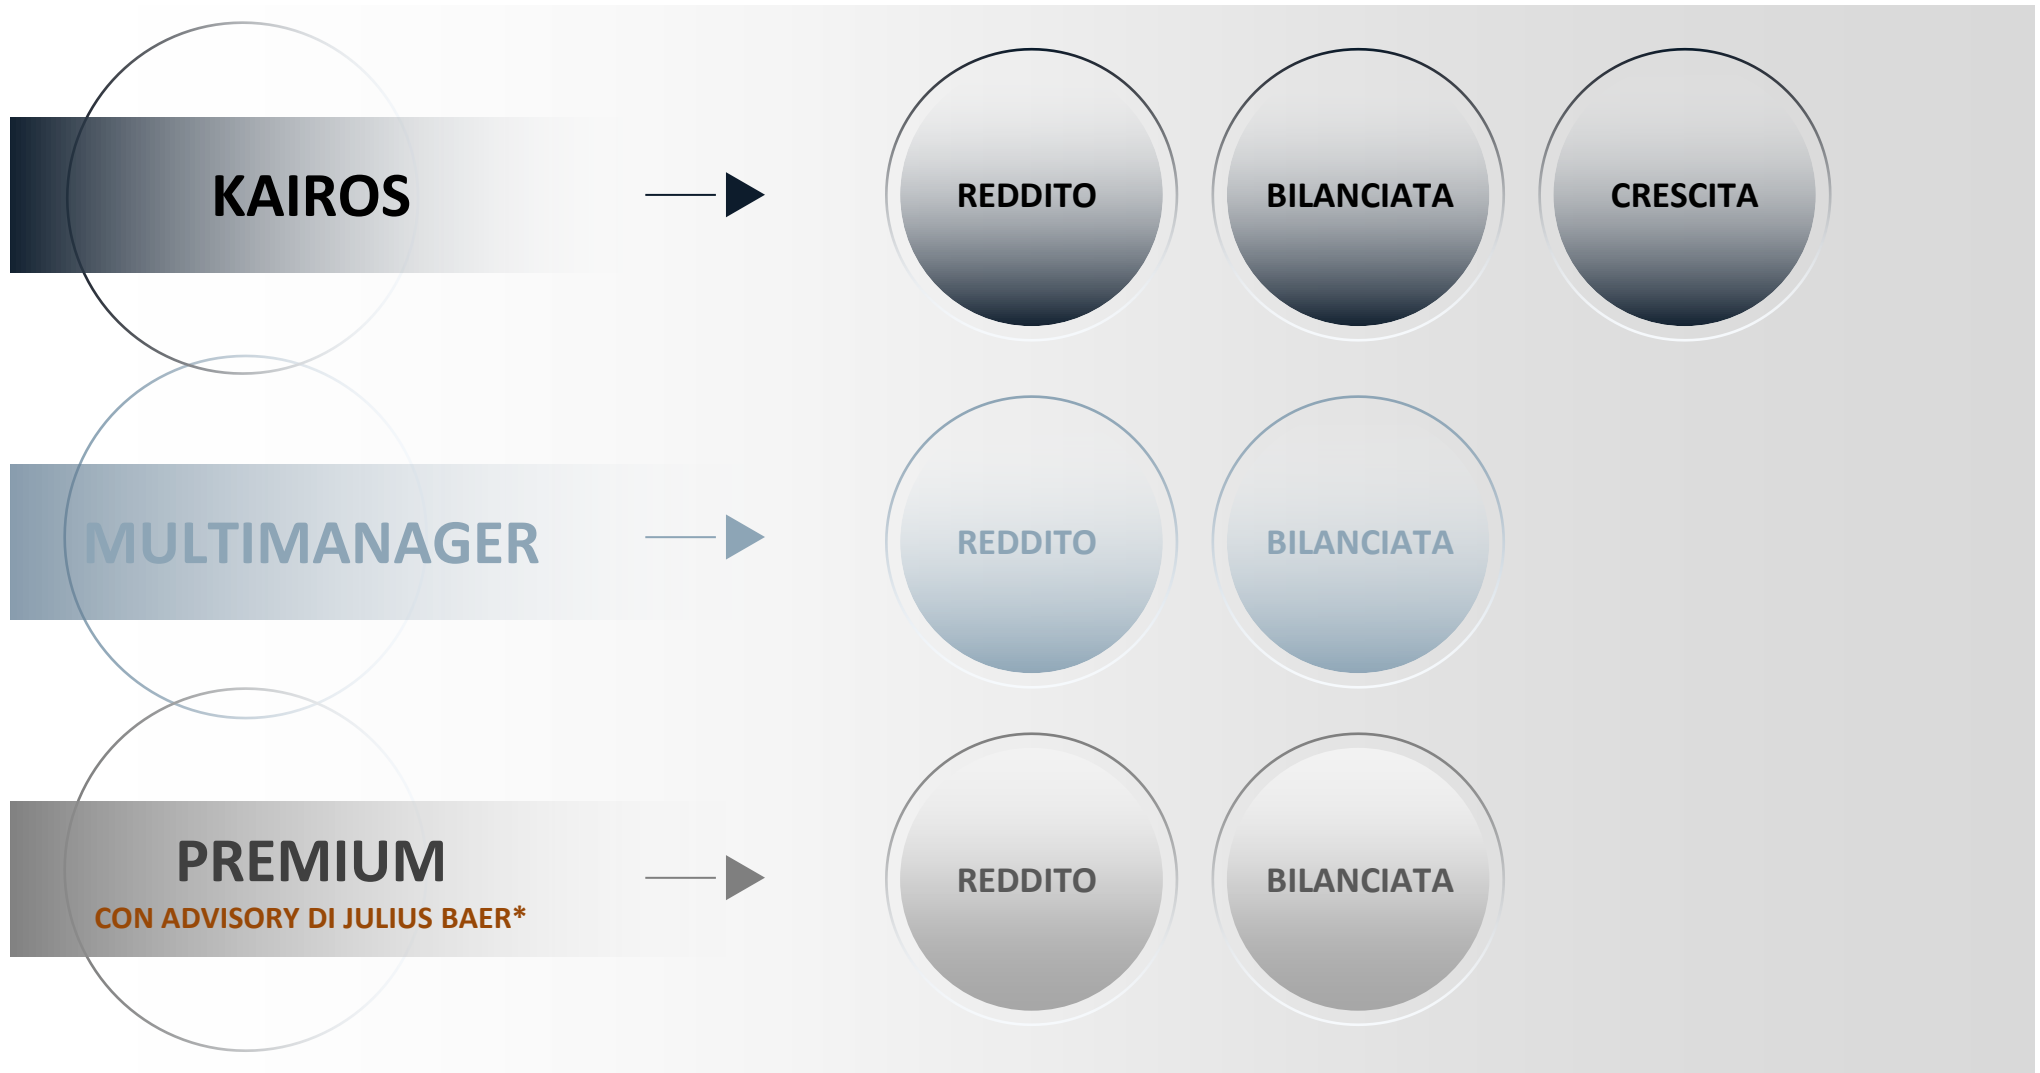 KAIROS
REDDITO
BILANCIATA
CRESCITA
MULTIMANAGER
REDDITO
BILANCIATA
PREMIUM
CON ADVISORY DI JULIUS BAER*
REDDITO
BILANCIATA